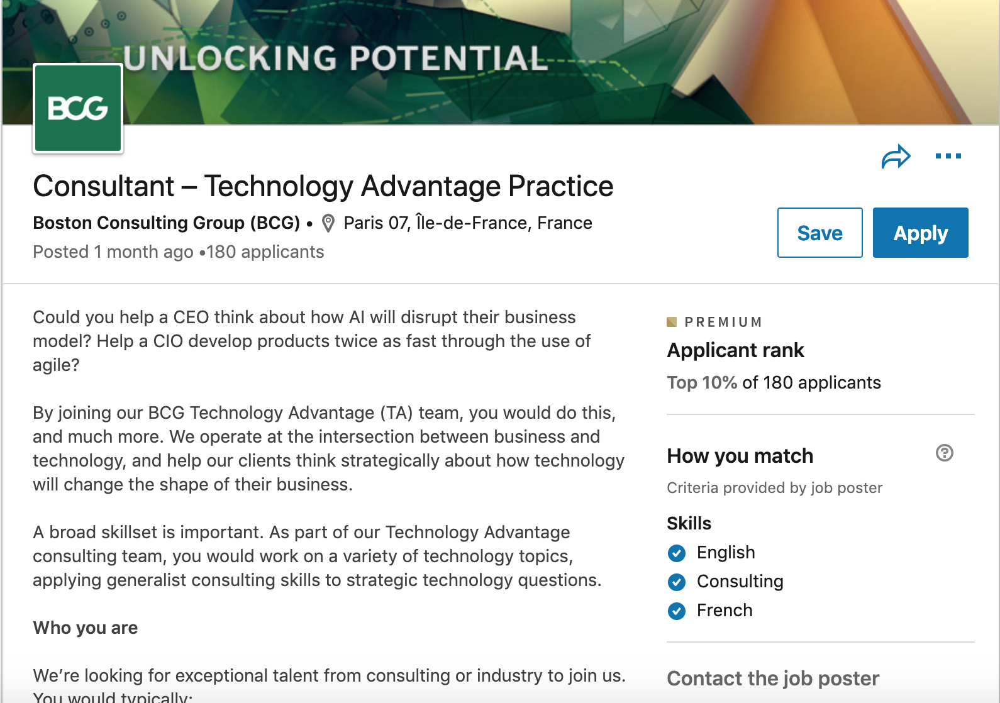 UNLOCKING POTENTIAL
BCG
Consultant – Technology Advantage Practice
Boston Consulting Group (BCG) • Paris 07, Île-de-France, France
Posted 1 month ago •180 applicants
Save
Apply
Could you help a CEO think about how AI will disrupt their business
model? Help a CIO develop products twice as fast through the use of
agile?
By joining our BCG Technology Advantage (TA) team, you would do this,
and much more. We operate at the intersection between business and
technology, and help our clients think strategically about how technology
will change the shape of their business.
A broad skillset is important. As part of our Technology Advantage
consulting team, you would work on a variety of technology topics,
applying generalist consulting skills to strategic technology questions.
Who you are
We’re looking for exceptional talent from consulting or industry to join us.
You would typically:
PREMIUM
Applicant rank
Top 10% of 180 applicants
How you match
Criteria provided by job poster
Skills
English
Consulting
French
Contact the job poster